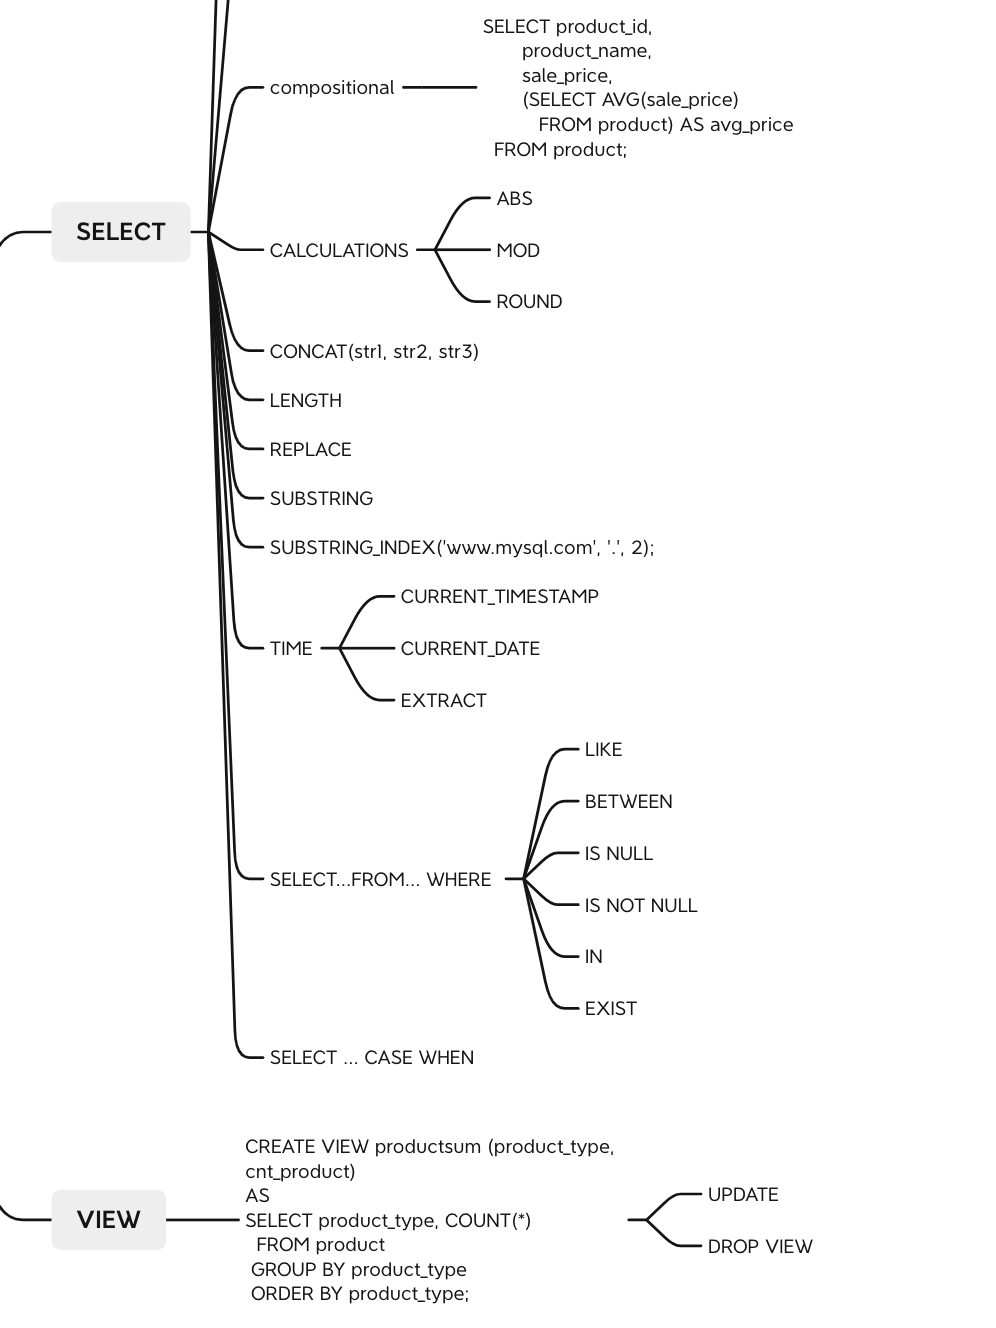 SELECT product_id,
product_name,
sale_price,
(SELECT AVG(sale_price)
FROM product) AS avg_price
FROM product;
compositional
ABS
SELECT
CALCULATIONS
MOD
ROUND
CONCAT(str1, str2, str3)
LENGTH
REPLACE
SUBSTRING
SUBSTRING_INDEX('www.mysql.com', '.', 2);
CURRENT_TIMESTAMP
TIME
CURRENT_DATE
EXTRACT
LIKE
BETWEEN
IS NULL
SELECT...FROM... WHERE
IS NOT NULL
IN
EXIST
SELECT ... CASE WHEN
CREATE VIEW productsum (product_type,
cnt_product)
AS
SELECT product_type, COUNT(*)
FROM product
GROUP BY product_type
ORDER BY product_type;
VIEW
UPDATE
DROP VIEW